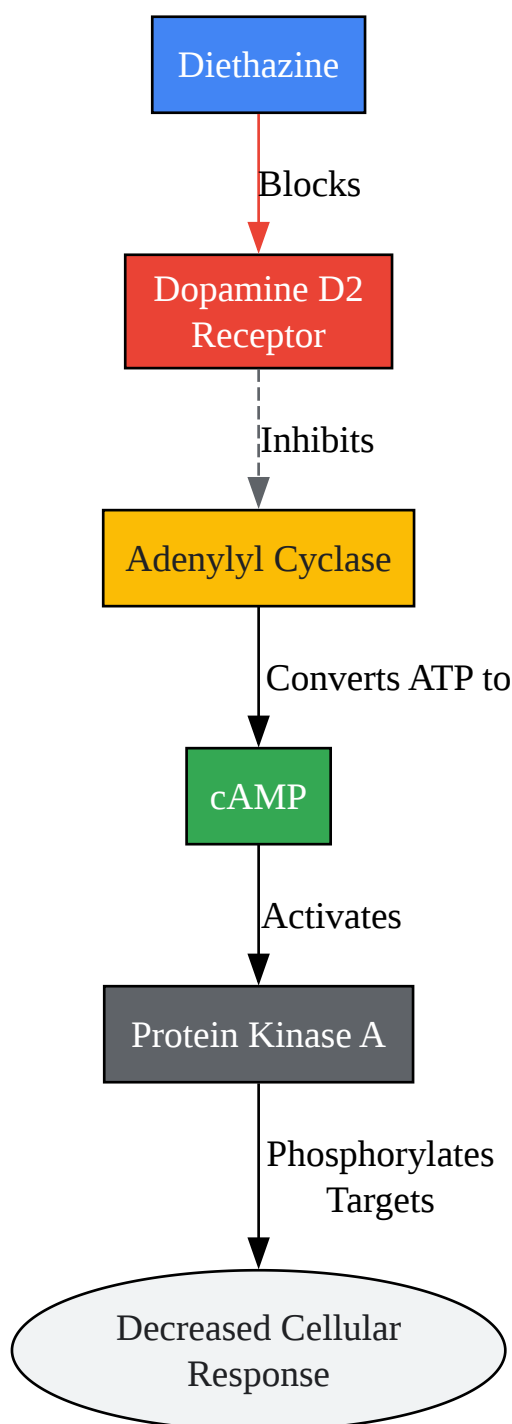 Diethazine
Blocks
Dopamine D2
Receptor
Inhibits
Adenylyl Cyclase
Converts ATP to
cAMP
Activates
Protein Kinase A
Phosphorylates
Targets
Decreased Cellular
Response